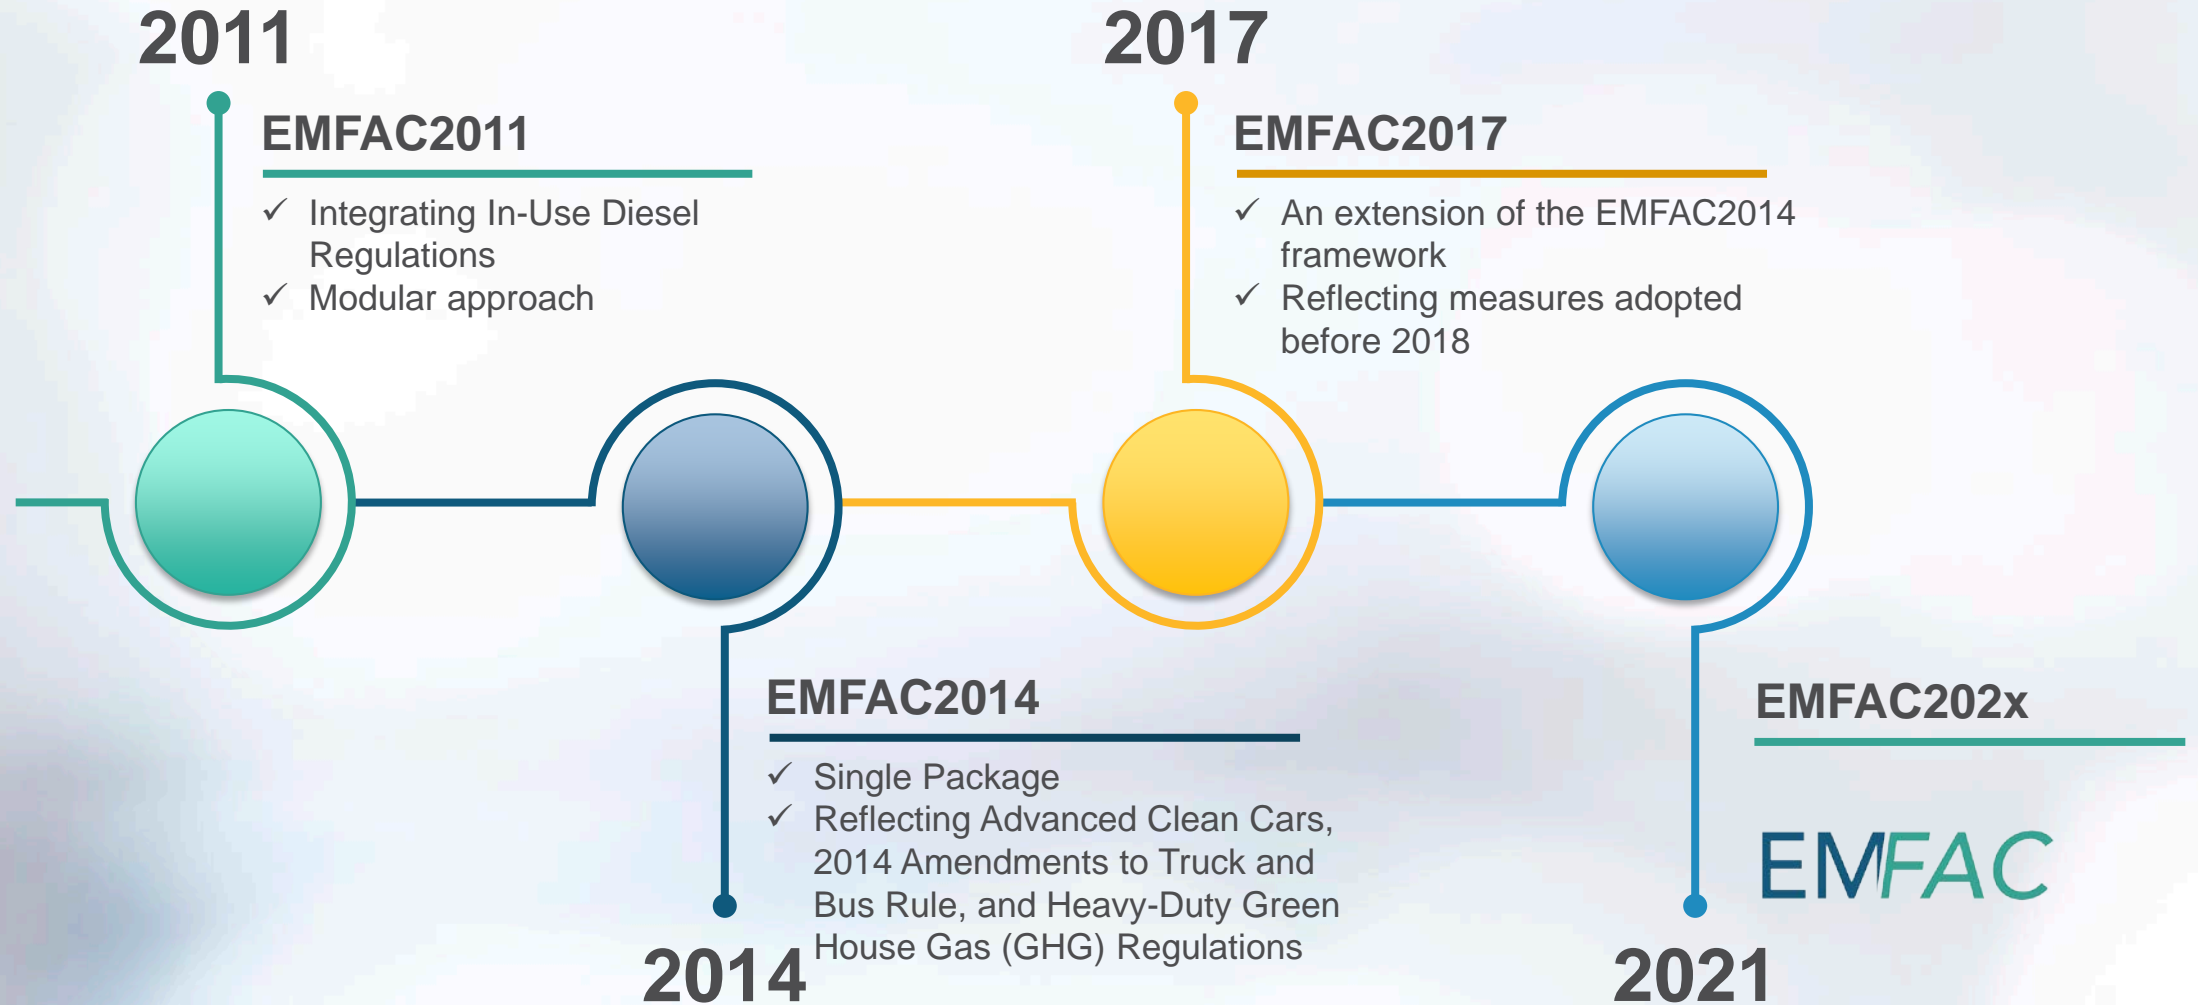 2011
EMFAC2011
✓ Integrating In-Use Diesel
Regulations
✓ Modular approach
EMFAC2014
✓ Single Package
✓ Reflecting Advanced Clean Cars,
2014 Amendments to Truck and
Bus Rule, and Heavy-Duty Green
House Gas (GHG) Regulations
2014
2017
EMFAC2017
✓ An extension of the EMFAC2014
framework
✓ Reflecting measures adopted
before 2018
EMFAC202x
EMFAC
2021